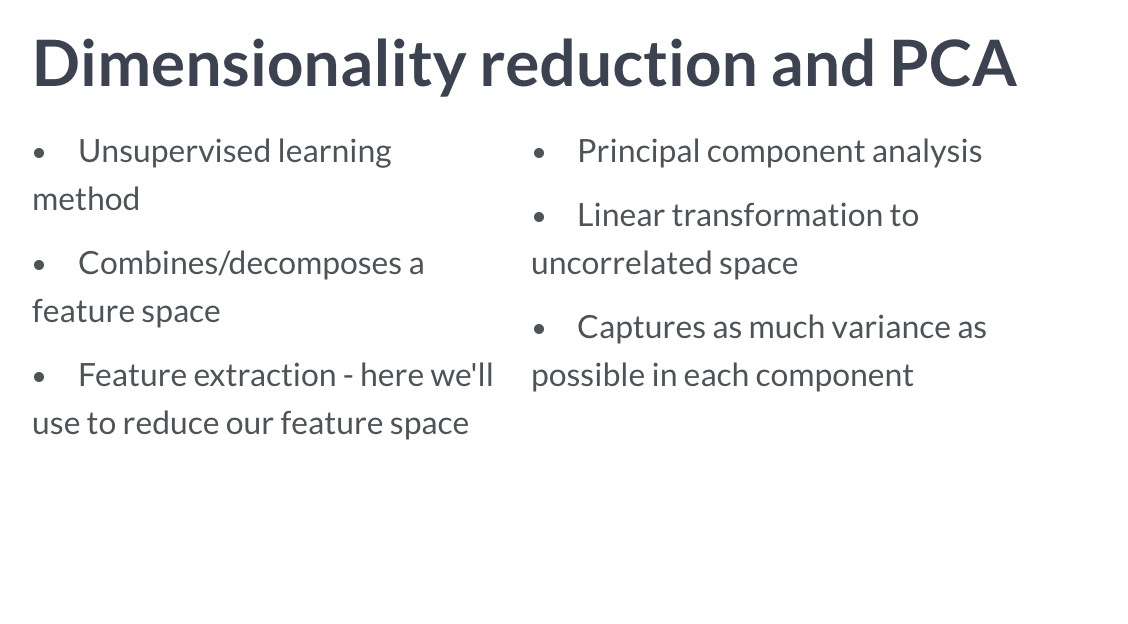 Dimensionality reduction and PCA
• Unsupervised learning
method
• Combines/decomposes a
feature space
• Feature extraction - here we'll
use to reduce our feature space
• Principal component analysis
• Linear transformation to
uncorrelated space
• Captures as much variance as
possible in each component